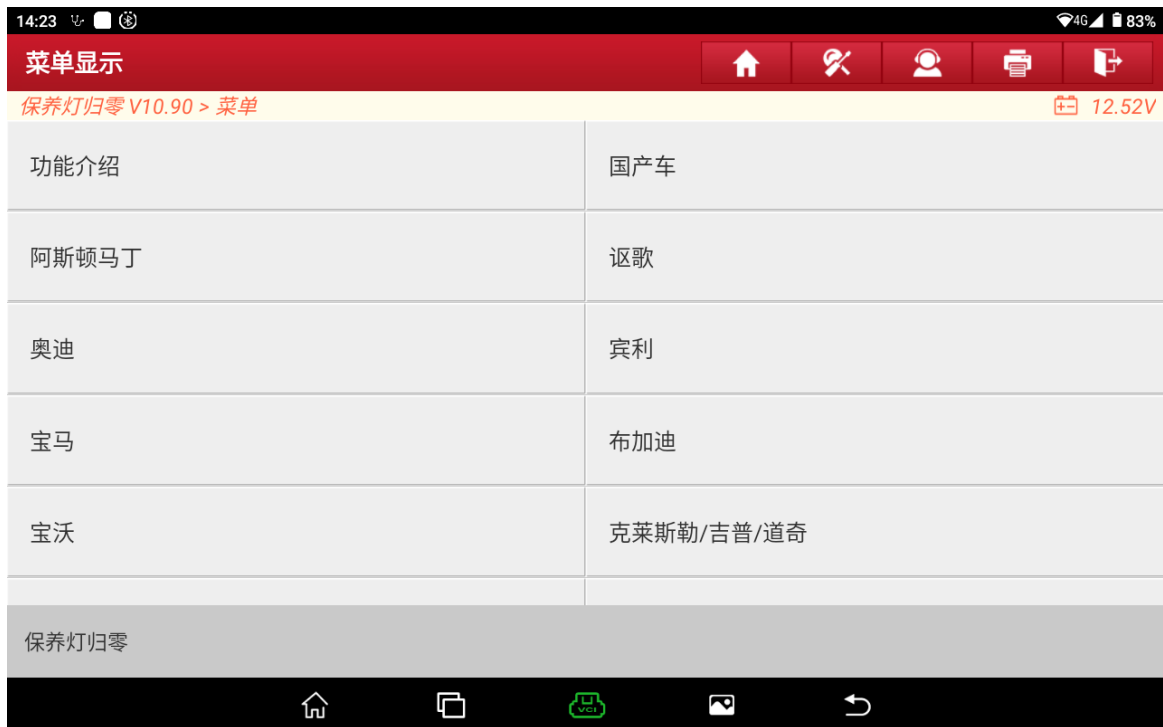 14:23 4G 83%
菜单显示
保养灯归零 V10.90 > 菜单 12.52V
功能介绍 国产车
阿斯顿马丁 讴歌
奥迪 宾利
宝马 布加迪
宝沃 克莱斯勒/吉普/道奇
保养灯归零
VCI